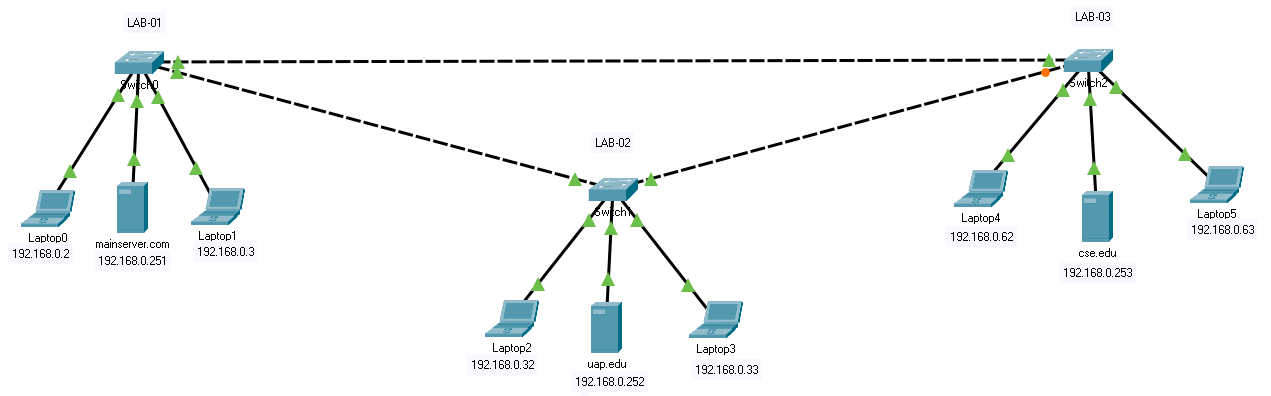 LAB-01
Switch0
Laptop0
192.168.0.2
mainserver.com
192.168.0.251
Laptop1
192.168.0.3
LAB-02
Switch1
Laptop2
192.168.0.32
uap.edu
192.168.0.252
Laptop3
192.168.0.33
LAB-03
Switch2
Laptop4
192.168.0.62
cse.edu
192.168.0.253
Laptop5
192.168.0.63